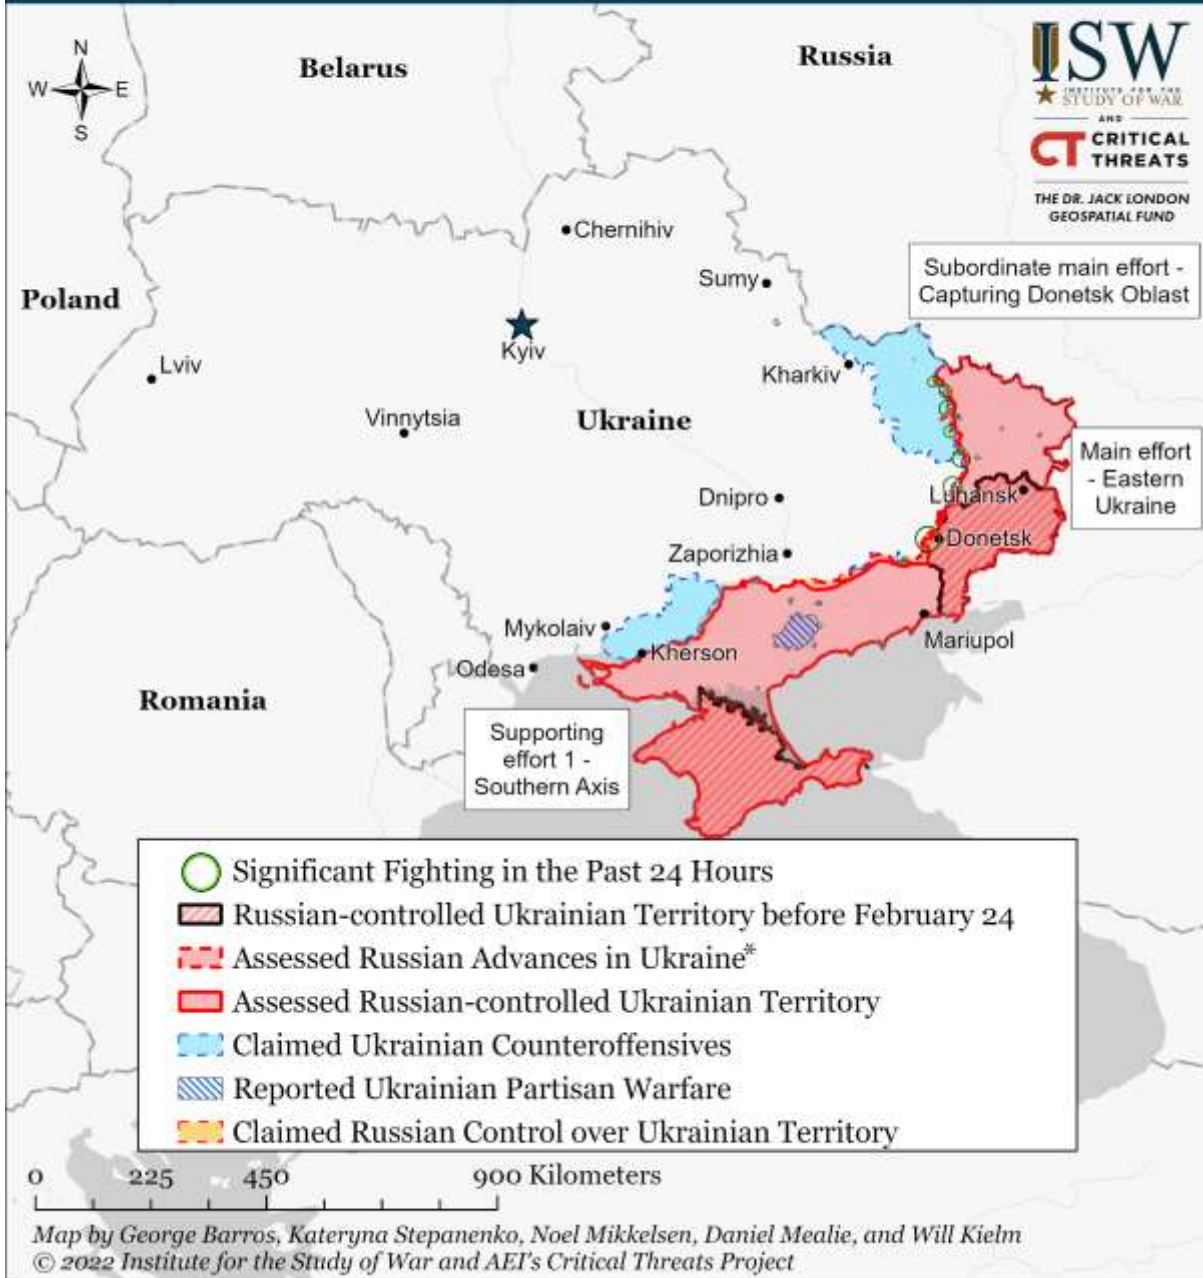 Belarus
Russia
N
W
E
S
ISW
INSTITUTE FOR THE
STUDY OF WAR
AND
CT CRITICAL
THREATS
THE DR. JACK LONDON
GEOSPATIAL FUND
Chernihiv
Sumy
Subordinate main effort -
Capturing Donetsk Oblast
Poland
Kyiv
Lviv
Kharkiv
Vinnytsia
Ukraine
Main effort
- Eastern
Ukraine
Dnipro
Luhansk
Donetsk
Zaporizhia
Mykolaiv
Kherson
Mariupol
Odesa
Romania
Supporting
effort 1 -
Southern Axis
Significant Fighting in the Past 24 Hours
Russian-controlled Ukrainian Territory before February 24
Assessed Russian Advances in Ukraine*
Assessed Russian-controlled Ukrainian Territory
Claimed Ukrainian Counteroffensives
Reported Ukrainian Partisan Warfare
Claimed Russian Control over Ukrainian Territory
0 225 450 900 Kilometers
Map by George Barros, Kateryna Stepanenko, Noel Mikkelsen, Daniel Mealie, and Will Kielm
© 2022 Institute for the Study of War and AEI's Critical Threats Project